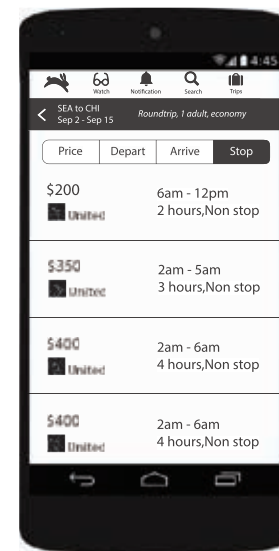 4:45
Watch
Notification
Search
Trips
SEA to CHI
Roundtrip, 1 adult, economy
Sep 2 - Sep 15
Price
Depart
Arrive
Stop
$200
6am - 12pm
United
2 hours,Non stop
$350
2am - 5am
United
3 hours,Non stop
$400
2am - 6am
United
4 hours,Non stop
$400
2am - 6am
United
4 hours,Non stop